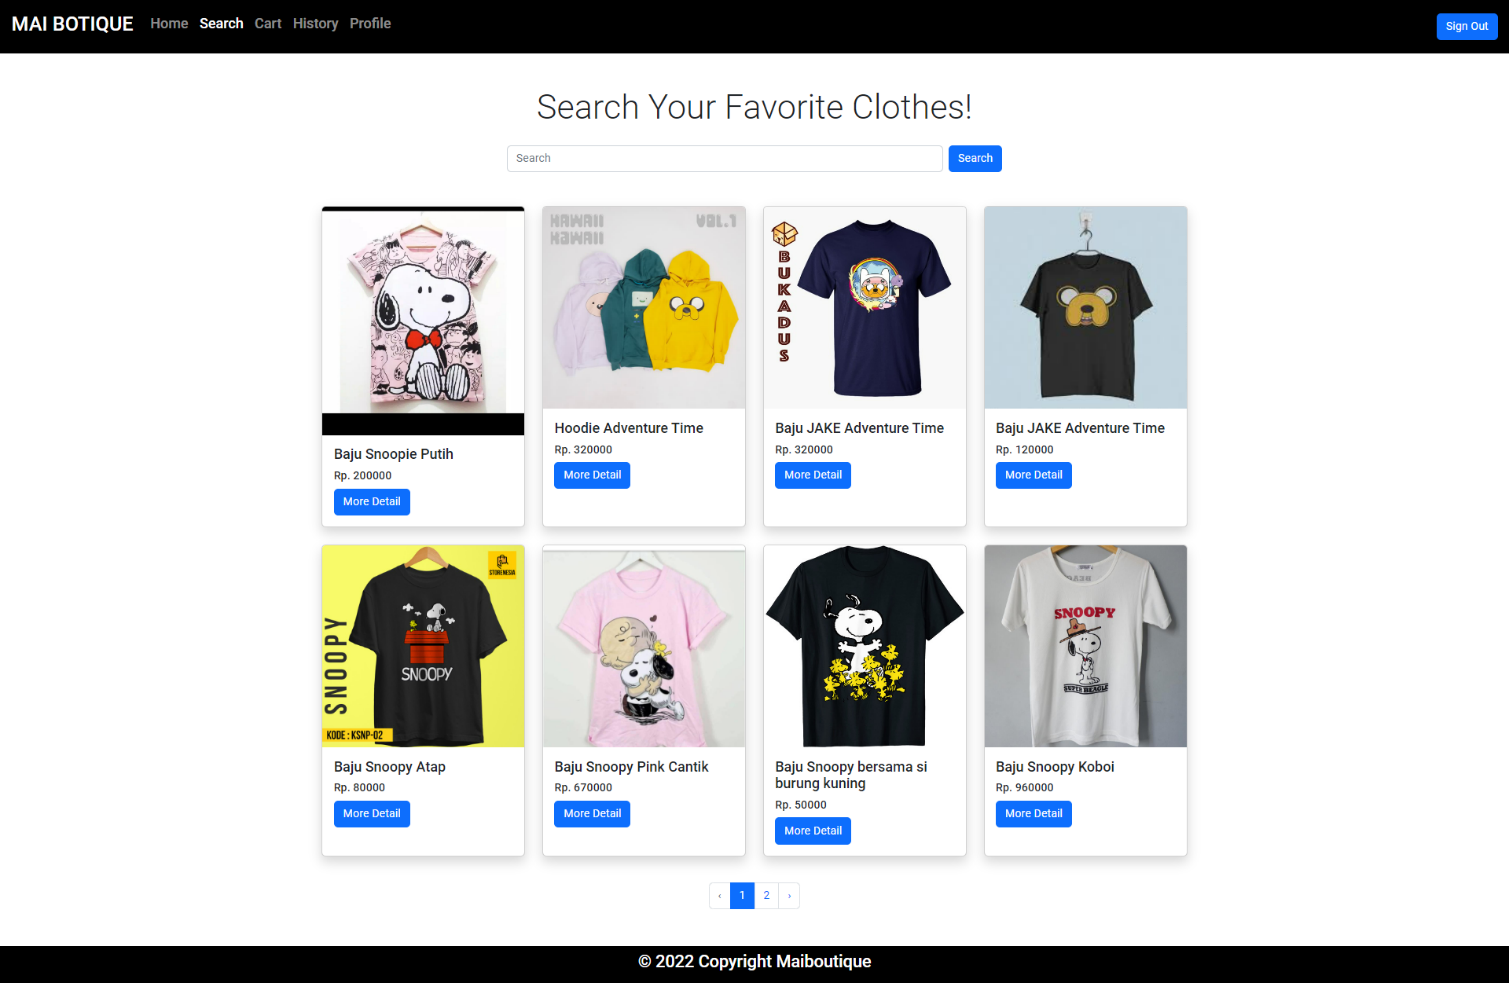 MAI BOTIQUE Home Search Cart History Profile Sign Out
Search Your Favorite Clothes!
Search Search
Baju Snoopie Putih
Rp. 200000
More Detail
HAWAII VOL.1
HAWAII
Hoodie Adventure Time
Rp. 320000
More Detail
BUKADUS
Baju JAKE Adventure Time
Rp. 320000
More Detail
Baju JAKE Adventure Time
Rp. 120000
More Detail
STORENESIA
SNOOPY
SNOOPY
KODE : KSNP-02
Baju Snoopy Atap
Rp. 80000
More Detail
Baju Snoopy Pink Cantik
Rp. 670000
More Detail
Baju Snoopy bersama si
burung kuning
Rp. 50000
More Detail
SNOOPY
SUPER BEAGLE
Baju Snoopy Koboi
Rp. 960000
More Detail
‹ 1 2 ›
© 2022 Copyright Maiboutique